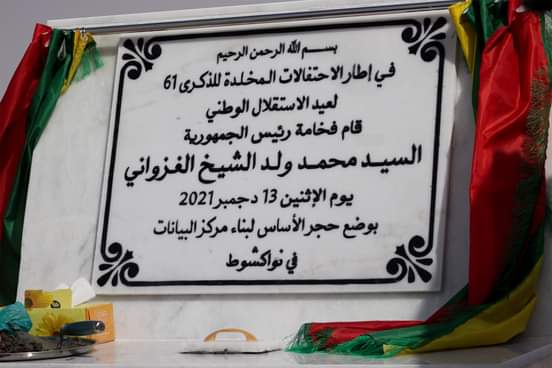 بســم الله الرحمن الرحيم
في إطار الاحتفالات المخلدة للذكرى 61
لعيد الاستقلال الوطني
قام فخامة رئيس الجمهورية
السيد محمد ولد الشيخ الغزواني
يوم الإثنين 13 دجمبر 2021
بوضع حجر الأساس لبناء مركز البيانات
في نواكشوط